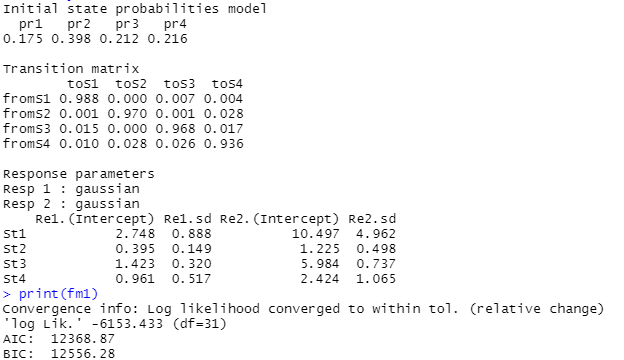 Initial state probabilities model
pr1 pr2 pr3 pr4
0.175 0.398 0.212 0.216
Transition matrix
toS1 toS2 toS3 toS4
fromS1 0.988 0.000 0.007 0.004
fromS2 0.001 0.970 0.001 0.028
fromS3 0.015 0.000 0.968 0.017
fromS4 0.010 0.028 0.026 0.936
Response parameters
Resp 1 : gaussian
Resp 2 : gaussian
Re1.(Intercept) Re1.sd Re2.(Intercept) Re2.sd
St1 2.748 0.888 10.497 4.962
St2 0.395 0.149 1.225 0.498
St3 1.423 0.320 5.984 0.737
St4 0.961 0.517 2.424 1.065
> print(fm1)
Convergence info: Log likelihood converged to within tol. (relative change)
'log Lik.' -6153.433 (df=31)
AIC: 12368.87
BIC: 12556.28